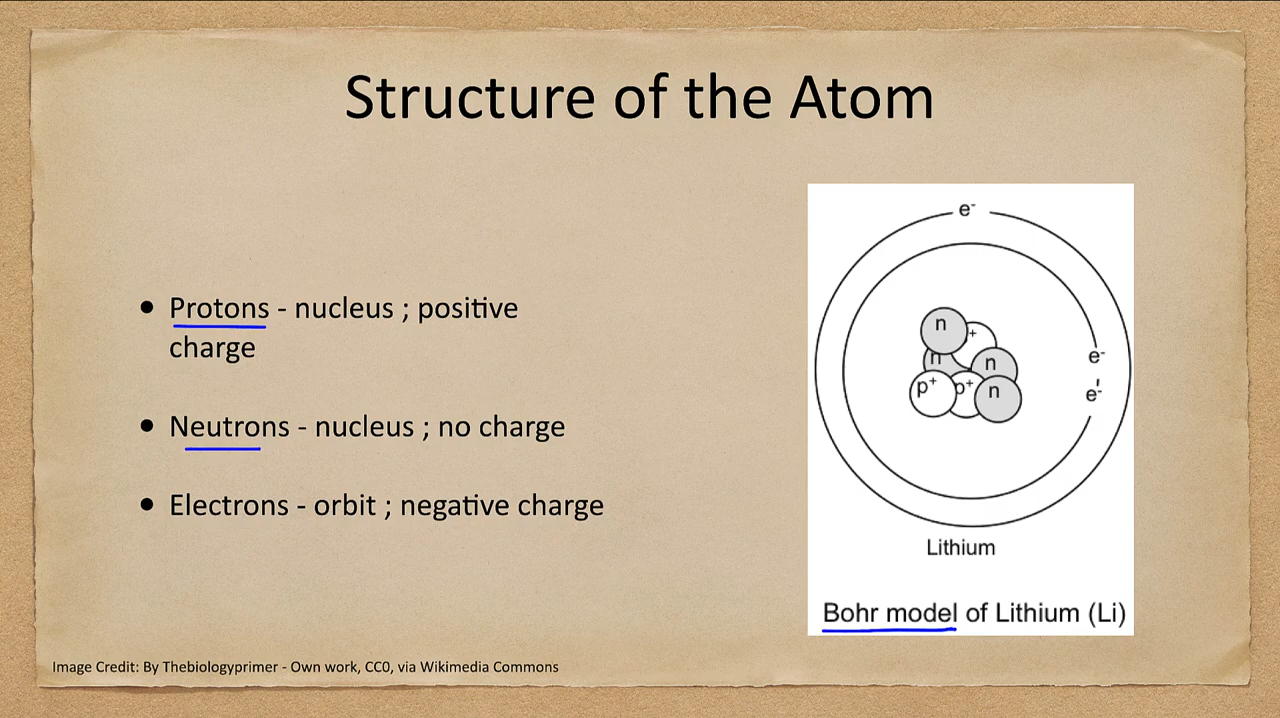 Structure of the Atom
• Protons - nucleus ; positive
charge
• Neutrons - nucleus ; no charge
• Electrons - orbit ; negative charge
e⁻
n
+
n
n
e⁻
p⁺
p⁺
n
e⁻
Lithium
Bohr model of Lithium (Li)
Image Credit: By Thebiologyprimer - Own work, CC0, via Wikimedia Commons